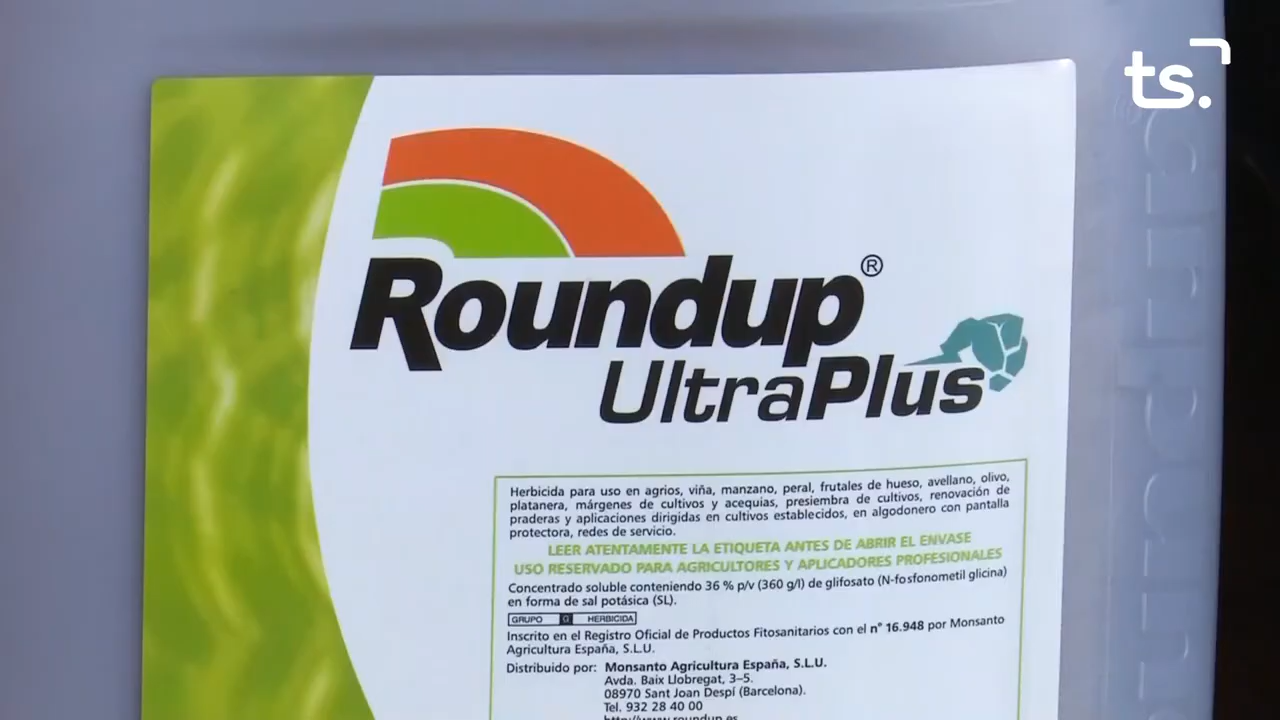 ts.
Roundup®
UltraPlus
Herbicida para uso en agrios, viña, manzano, peral, frutales de hueso, avellano, olivo,
platanera, márgenes de cultivos y acequias, presiembra de cultivos, renovación de
praderas y aplicaciones dirigidas en cultivos establecidos, en algodonero con pantalla
protectora, redes de servicio.
LEER ATENTAMENTE LA ETIQUETA ANTES DE ABRIR EL ENVASE
USO RESERVADO PARA AGRICULTORES Y APLICADORES PROFESIONALES
Concentrado soluble conteniendo 36 % p/v (360 g/l) de glifosato (N-fosfonometil glicina)
en forma de sal potásica (SL).
GRUPO G HERBICIDA
Inscrito en el Registro Oficial de Productos Fitosanitarios con el nº 16.948 por Monsanto
Agricultura España, S.L.U.
Distribuido por: Monsanto Agricultura España, S.L.U.
Avda. Baix Llobregat, 3-5.
08970 Sant Joan Despí (Barcelona).
Tel. 932 28 40 00
http://www.roundup.es